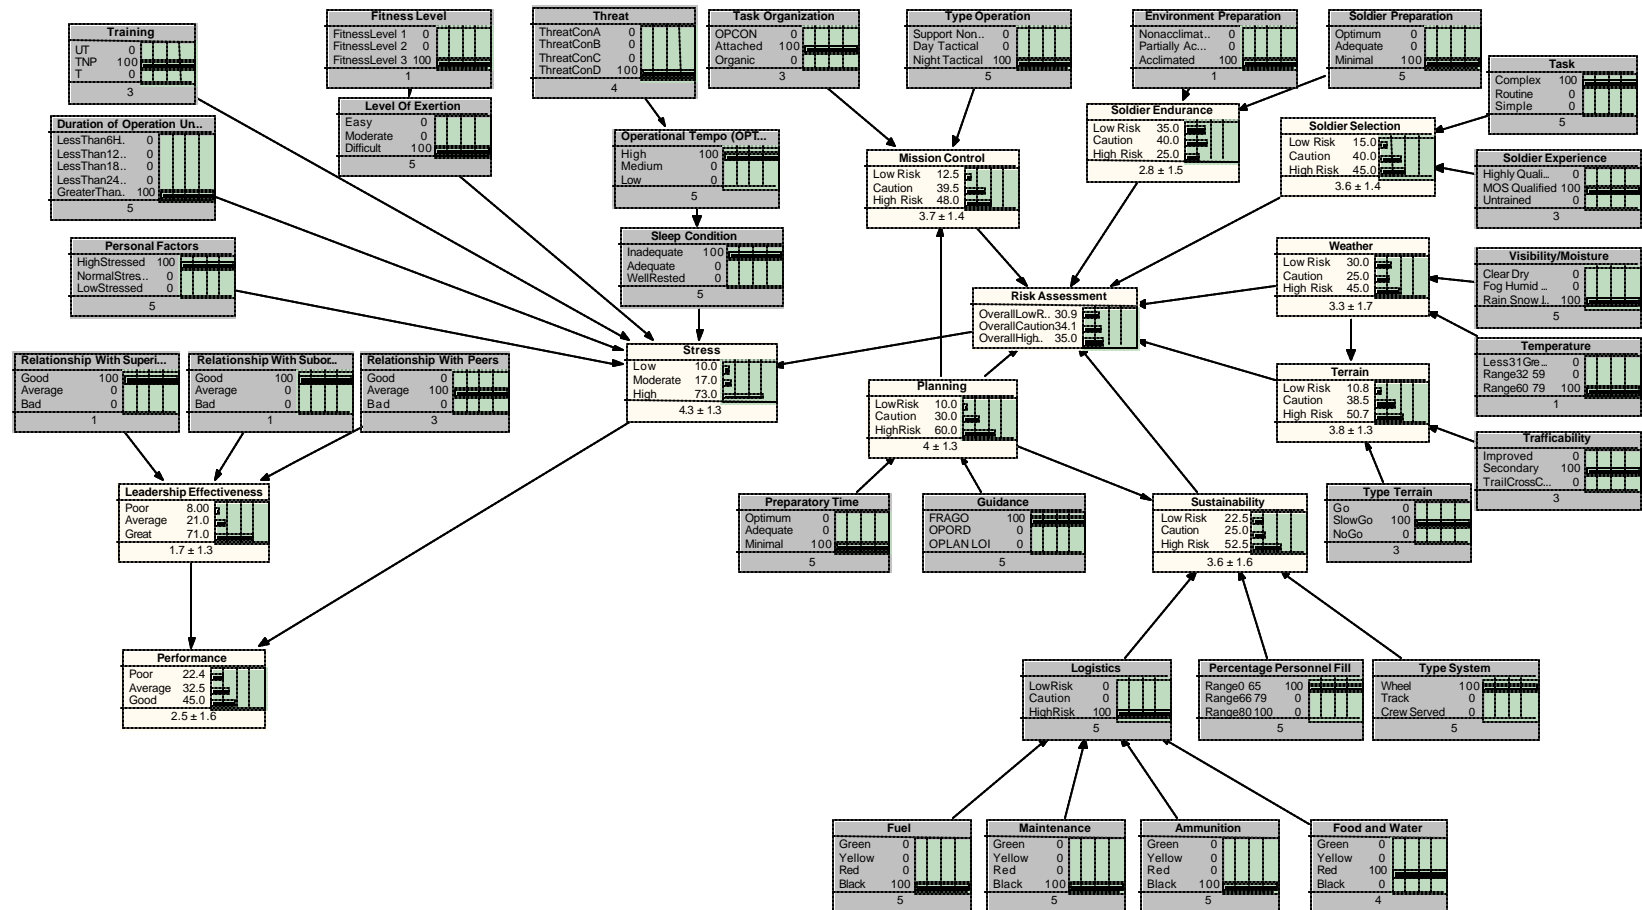 Training
UT 0
TNP 100
T 0
3
Fitness Level
FitnessLevel 1 0
FitnessLevel 2 0
FitnessLevel 3 100
1
Threat
ThreatConA 0
ThreatConB 0
ThreatConC 0
ThreatConD 100
4
Task Organization
OPCON 0
Attached 100
Organic 0
3
Type Operation
Support Non.. 0
Day Tactical 0
Night Tactical 100
5
Environment Preparation
Nonacclimat... 0
Partially Ac... 0
Acclimated 100
1
Soldier Preparation
Optimum 0
Adequate 0
Minimal 100
5
Task
Complex 100
Routine 0
Simple 0
5
Duration of Operation Un...
LessThan6H.. 0
LessThan12... 0
LessThan18... 0
LessThan24... 0
GreaterThan.. 100
5
Level Of Exertion
Easy 0
Moderate 0
Difficult 100
5
Operational Tempo (OPT...
High 100
Medium 0
Low 0
5
Mission Control
Low Risk 12.5
Caution 39.5
High Risk 48.0
3.7 ± 1.4
Soldier Endurance
Low Risk 35.0
Caution 40.0
High Risk 25.0
2.8 ± 1.5
Soldier Selection
Low Risk 15.0
Caution 40.0
High Risk 45.0
3.6 ± 1.4
Soldier Experience
Highly Quali... 0
MOS Qualified 100
Untrained 0
3
Personal Factors
HighStressed 100
NormalStres... 0
LowStressed 0
5
Sleep Condition
Inadequate 100
Adequate 0
WellRested 0
5
Weather
Low Risk 30.0
Caution 25.0
High Risk 45.0
3.3 ± 1.7
Visibility/Moisture
Clear Dry 0
Fog Humid ... 0
Rain Snow I.. 100
5
Risk Assessment
OverallLowR.. 30.9
OverallCaution 34.1
OverallHigh.. 35.0
Temperature
Less31Gre... 0
Range32 59 0
Range60 79 100
1
Relationship With Superi...
Good 100
Average 0
Bad 0
1
Relationship With Subor...
Good 100
Average 0
Bad 0
1
Relationship With Peers
Good 0
Average 100
Bad 0
3
Stress
Low 10.0
Moderate 17.0
High 73.0
4.3 ± 1.3
Planning
LowRisk 10.0
Caution 30.0
HighRisk 60.0
4 ± 1.3
Terrain
Low Risk 10.8
Caution 38.5
High Risk 50.7
3.8 ± 1.3
Trafficability
Improved 0
Secondary 100
TrailCrossC... 0
3
Leadership Effectiveness
Poor 8.00
Average 21.0
Great 71.0
1.7 ± 1.3
Preparatory Time
Optimum 0
Adequate 0
Minimal 100
5
Guidance
FRAGO 100
OPORD 0
OPLAN LOI 0
5
Sustainability
Low Risk 22.5
Caution 25.0
High Risk 52.5
3.6 ± 1.6
Type Terrain
Go 0
SlowGo 100
NoGo 0
3
Performance
Poor 22.4
Average 32.5
Good 45.0
2.5 ± 1.6
Logistics
LowRisk 0
Caution 0
HighRisk 100
5
Percentage Personnel Fill
Range0 65 100
Range66 79 0
Range80 100 0
5
Type System
Wheel 100
Track 0
Crew Served 0
5
Fuel
Green 0
Yellow 0
Red 0
Black 100
5
Maintenance
Green 0
Yellow 0
Red 0
Black 100
5
Ammunition
Green 0
Yellow 0
Red 0
Black 100
5
Food and Water
Green 0
Yellow 0
Red 100
Black 0
4